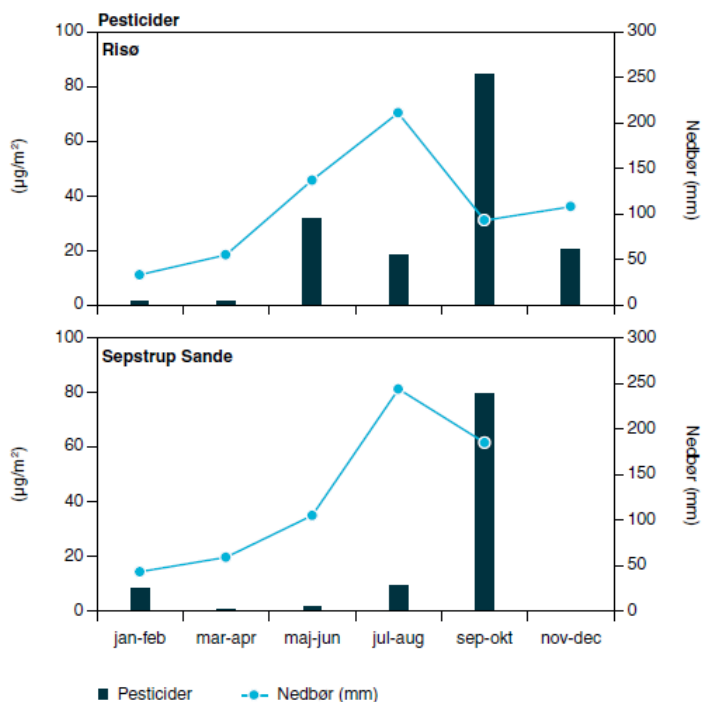 Pesticider
Risø
100
80
60
40
20
0
(µg/m²)
300
250
200
150
100
50
0
Nedbør (mm)
Sepstrup Sande
100
80
60
40
20
0
(µg/m²)
300
250
200
150
100
50
0
Nedbør (mm)
jan-feb mar-apr maj-jun jul-aug sep-okt nov-dec
Pesticider Nedbør (mm)